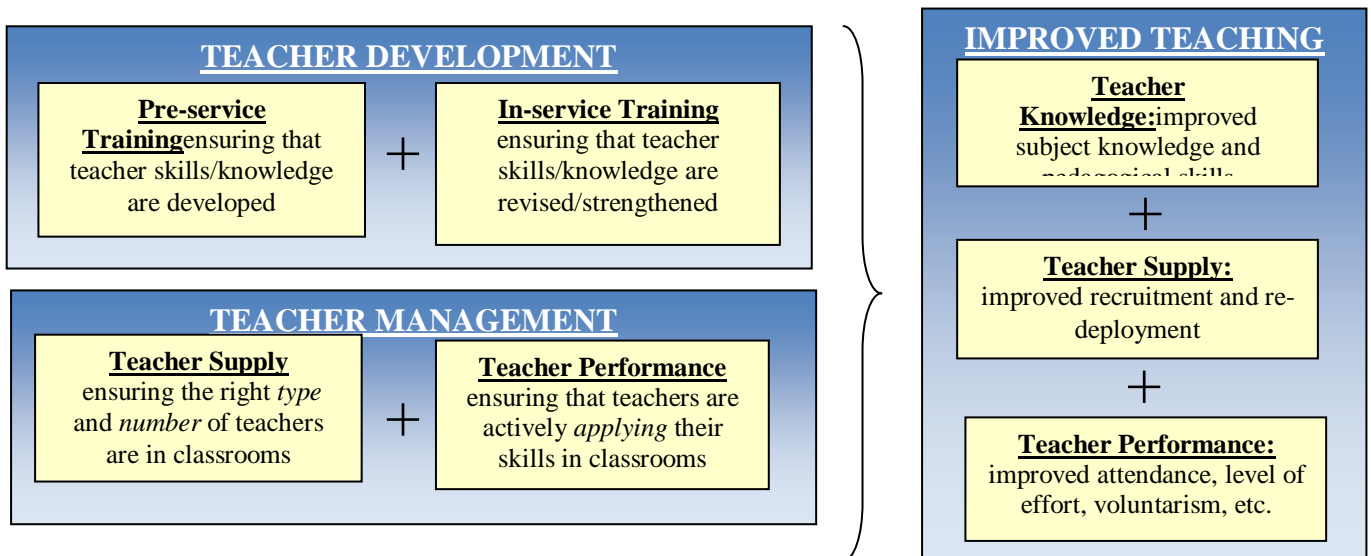 TEACHER DEVELOPMENT
Pre-service
Trainingensuring that
teacher skills/knowledge
are developed
+
In-service Training
ensuring that teacher
skills/knowledge are
revised/strengthened
TEACHER MANAGEMENT
Teacher Supply
ensuring the right type
and number of teachers
are in classrooms
+
Teacher Performance
ensuring that teachers are
actively applying their
skills in classrooms
IMPROVED TEACHING
Teacher
Knowledge:improved
subject knowledge and
pedagogical skills
+
Teacher Supply:
improved recruitment and re-
deployment
+
Teacher Performance:
improved attendance, level of
effort, voluntarism, etc.